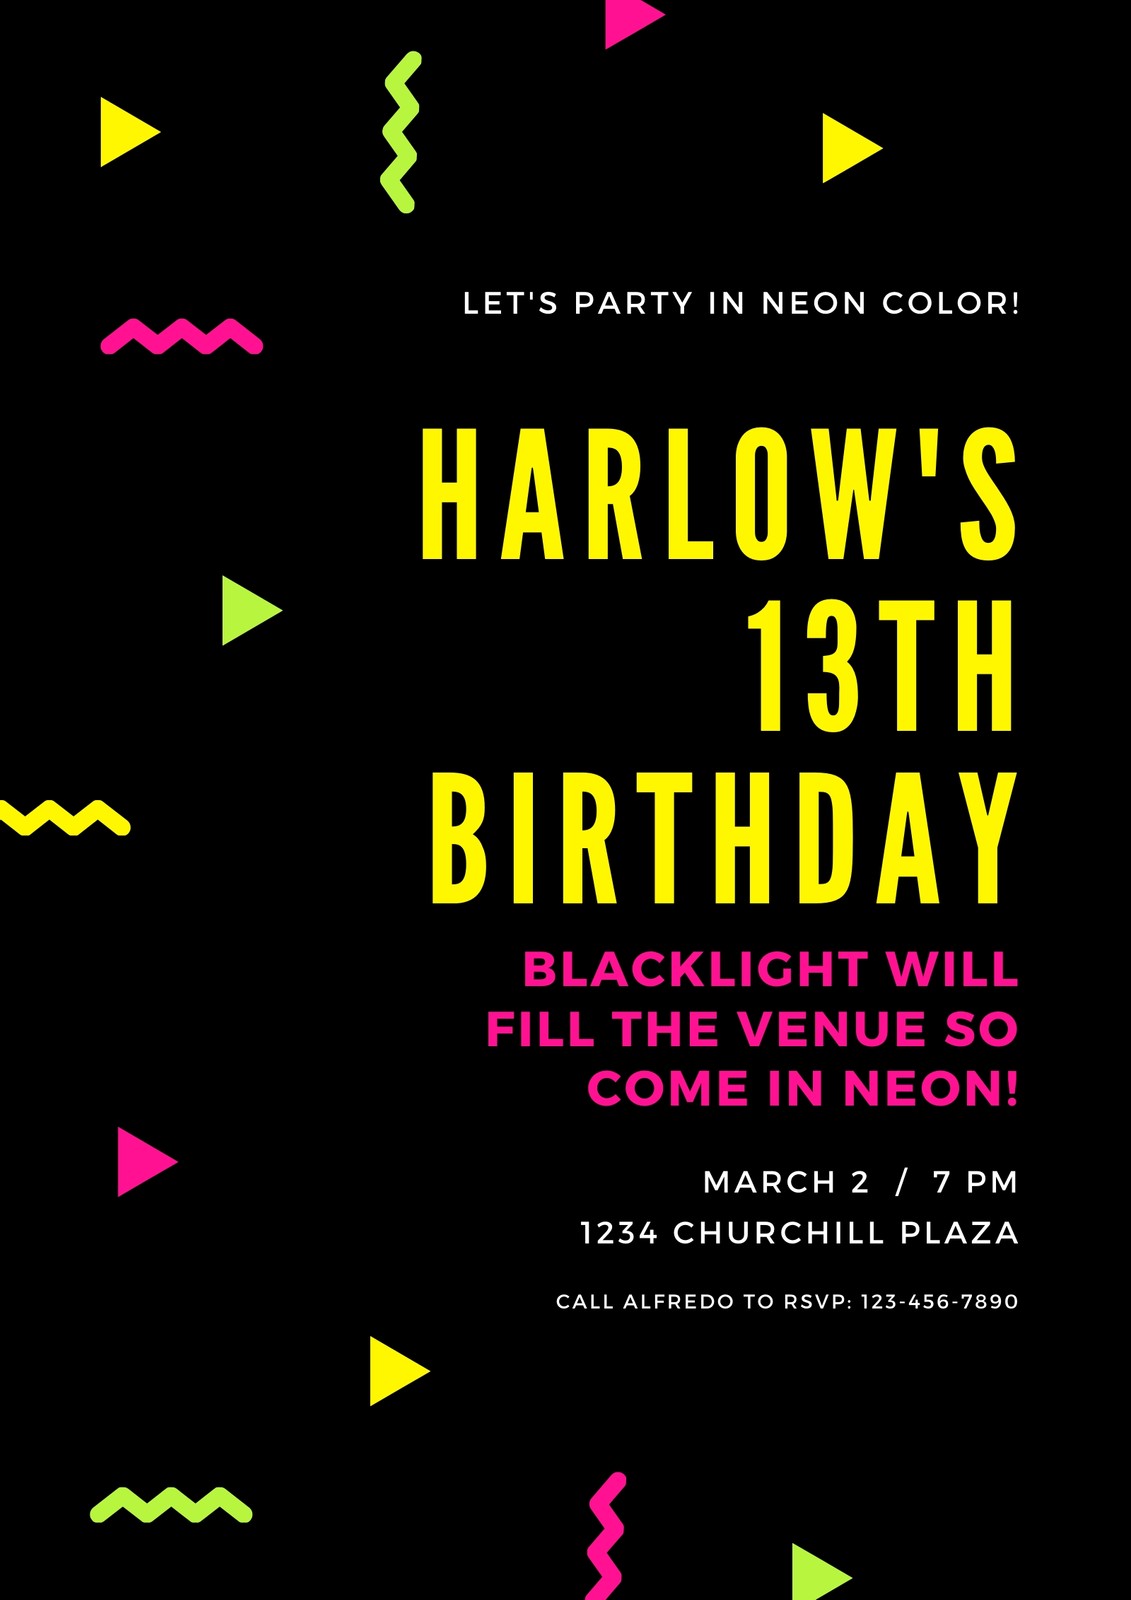 LET'S PARTY IN NEON COLOR!
HARLOW'S
13TH
BIRTHDAY
BLACKLIGHT WILL
FILL THE VENUE SO
COME IN NEON!
MARCH 2 / 7 PM
1234 CHURCHILL PLAZA
CALL ALFREDO TO RSVP: 123-456-7890